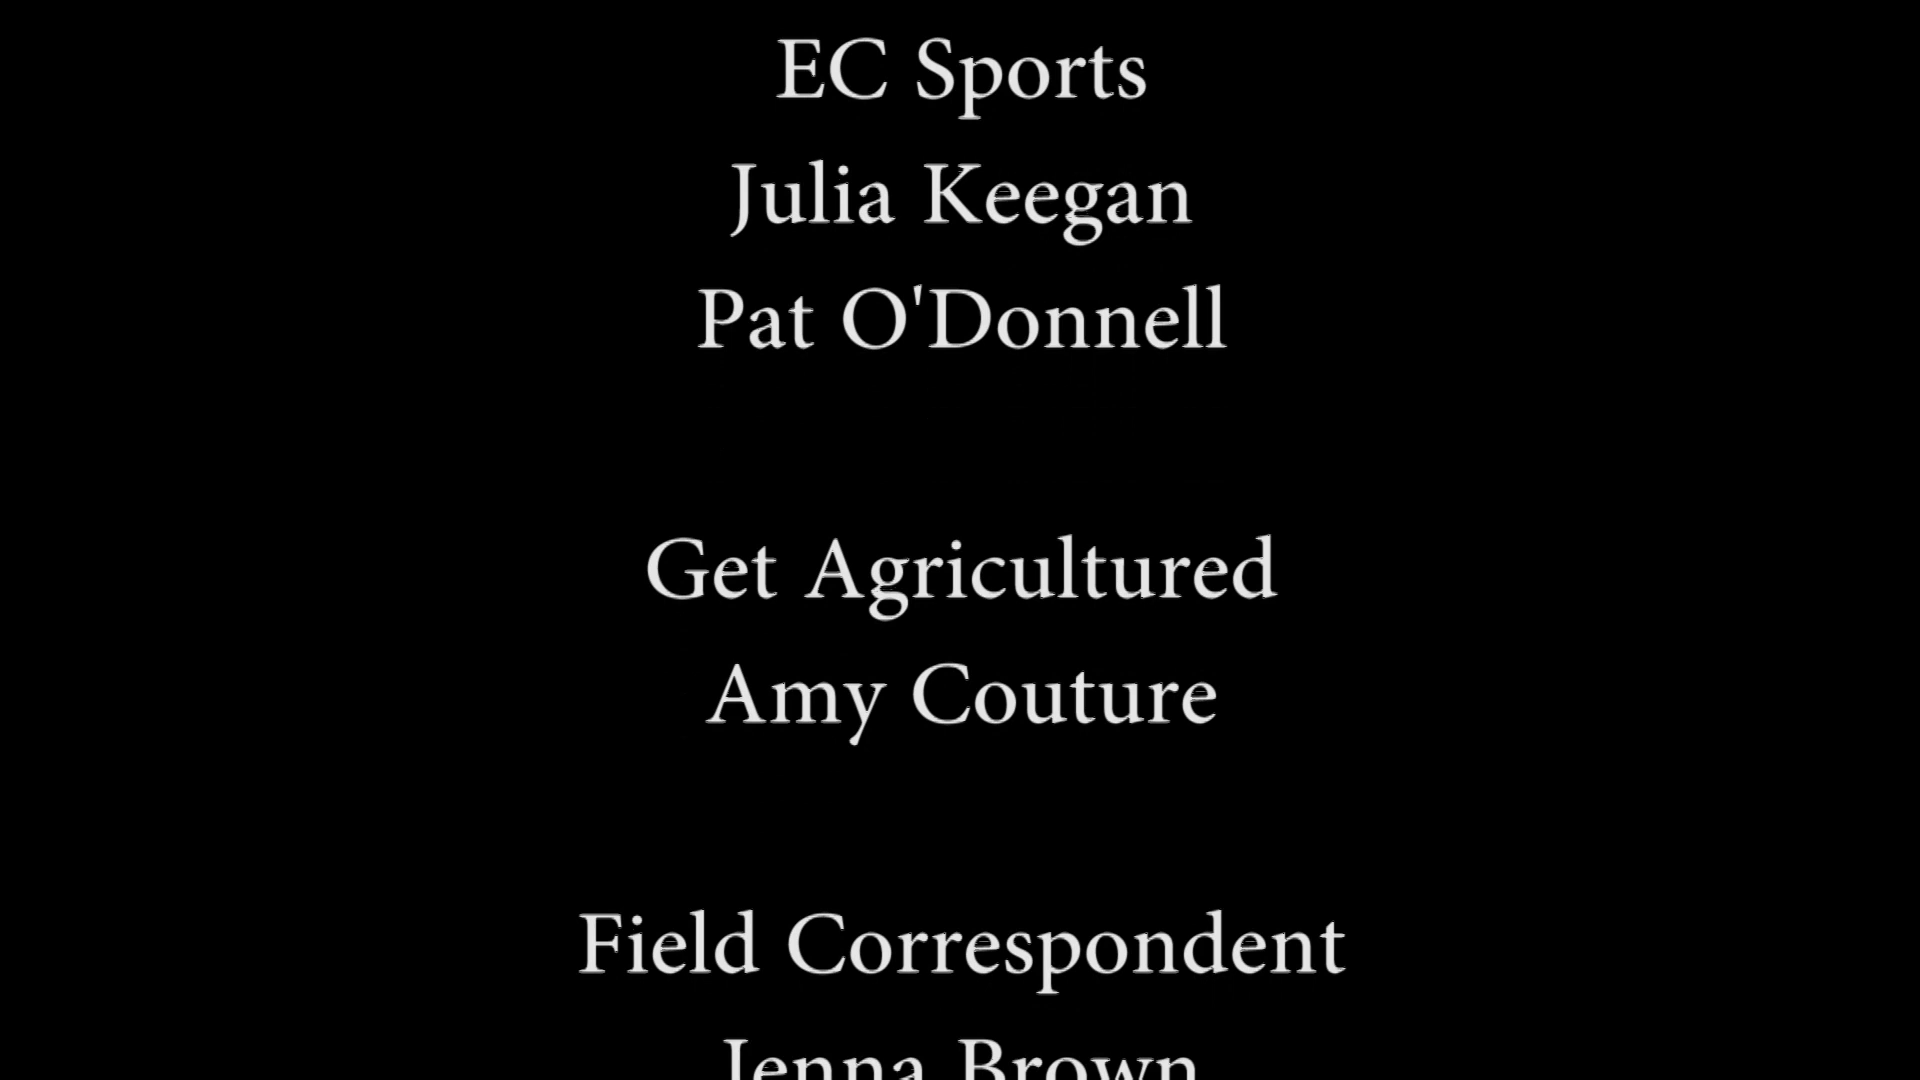 EC Sports
Julia Keegan
Pat O'Donnell
Get Agricultured
Amy Couture
Field Correspondent
Jenna Brown